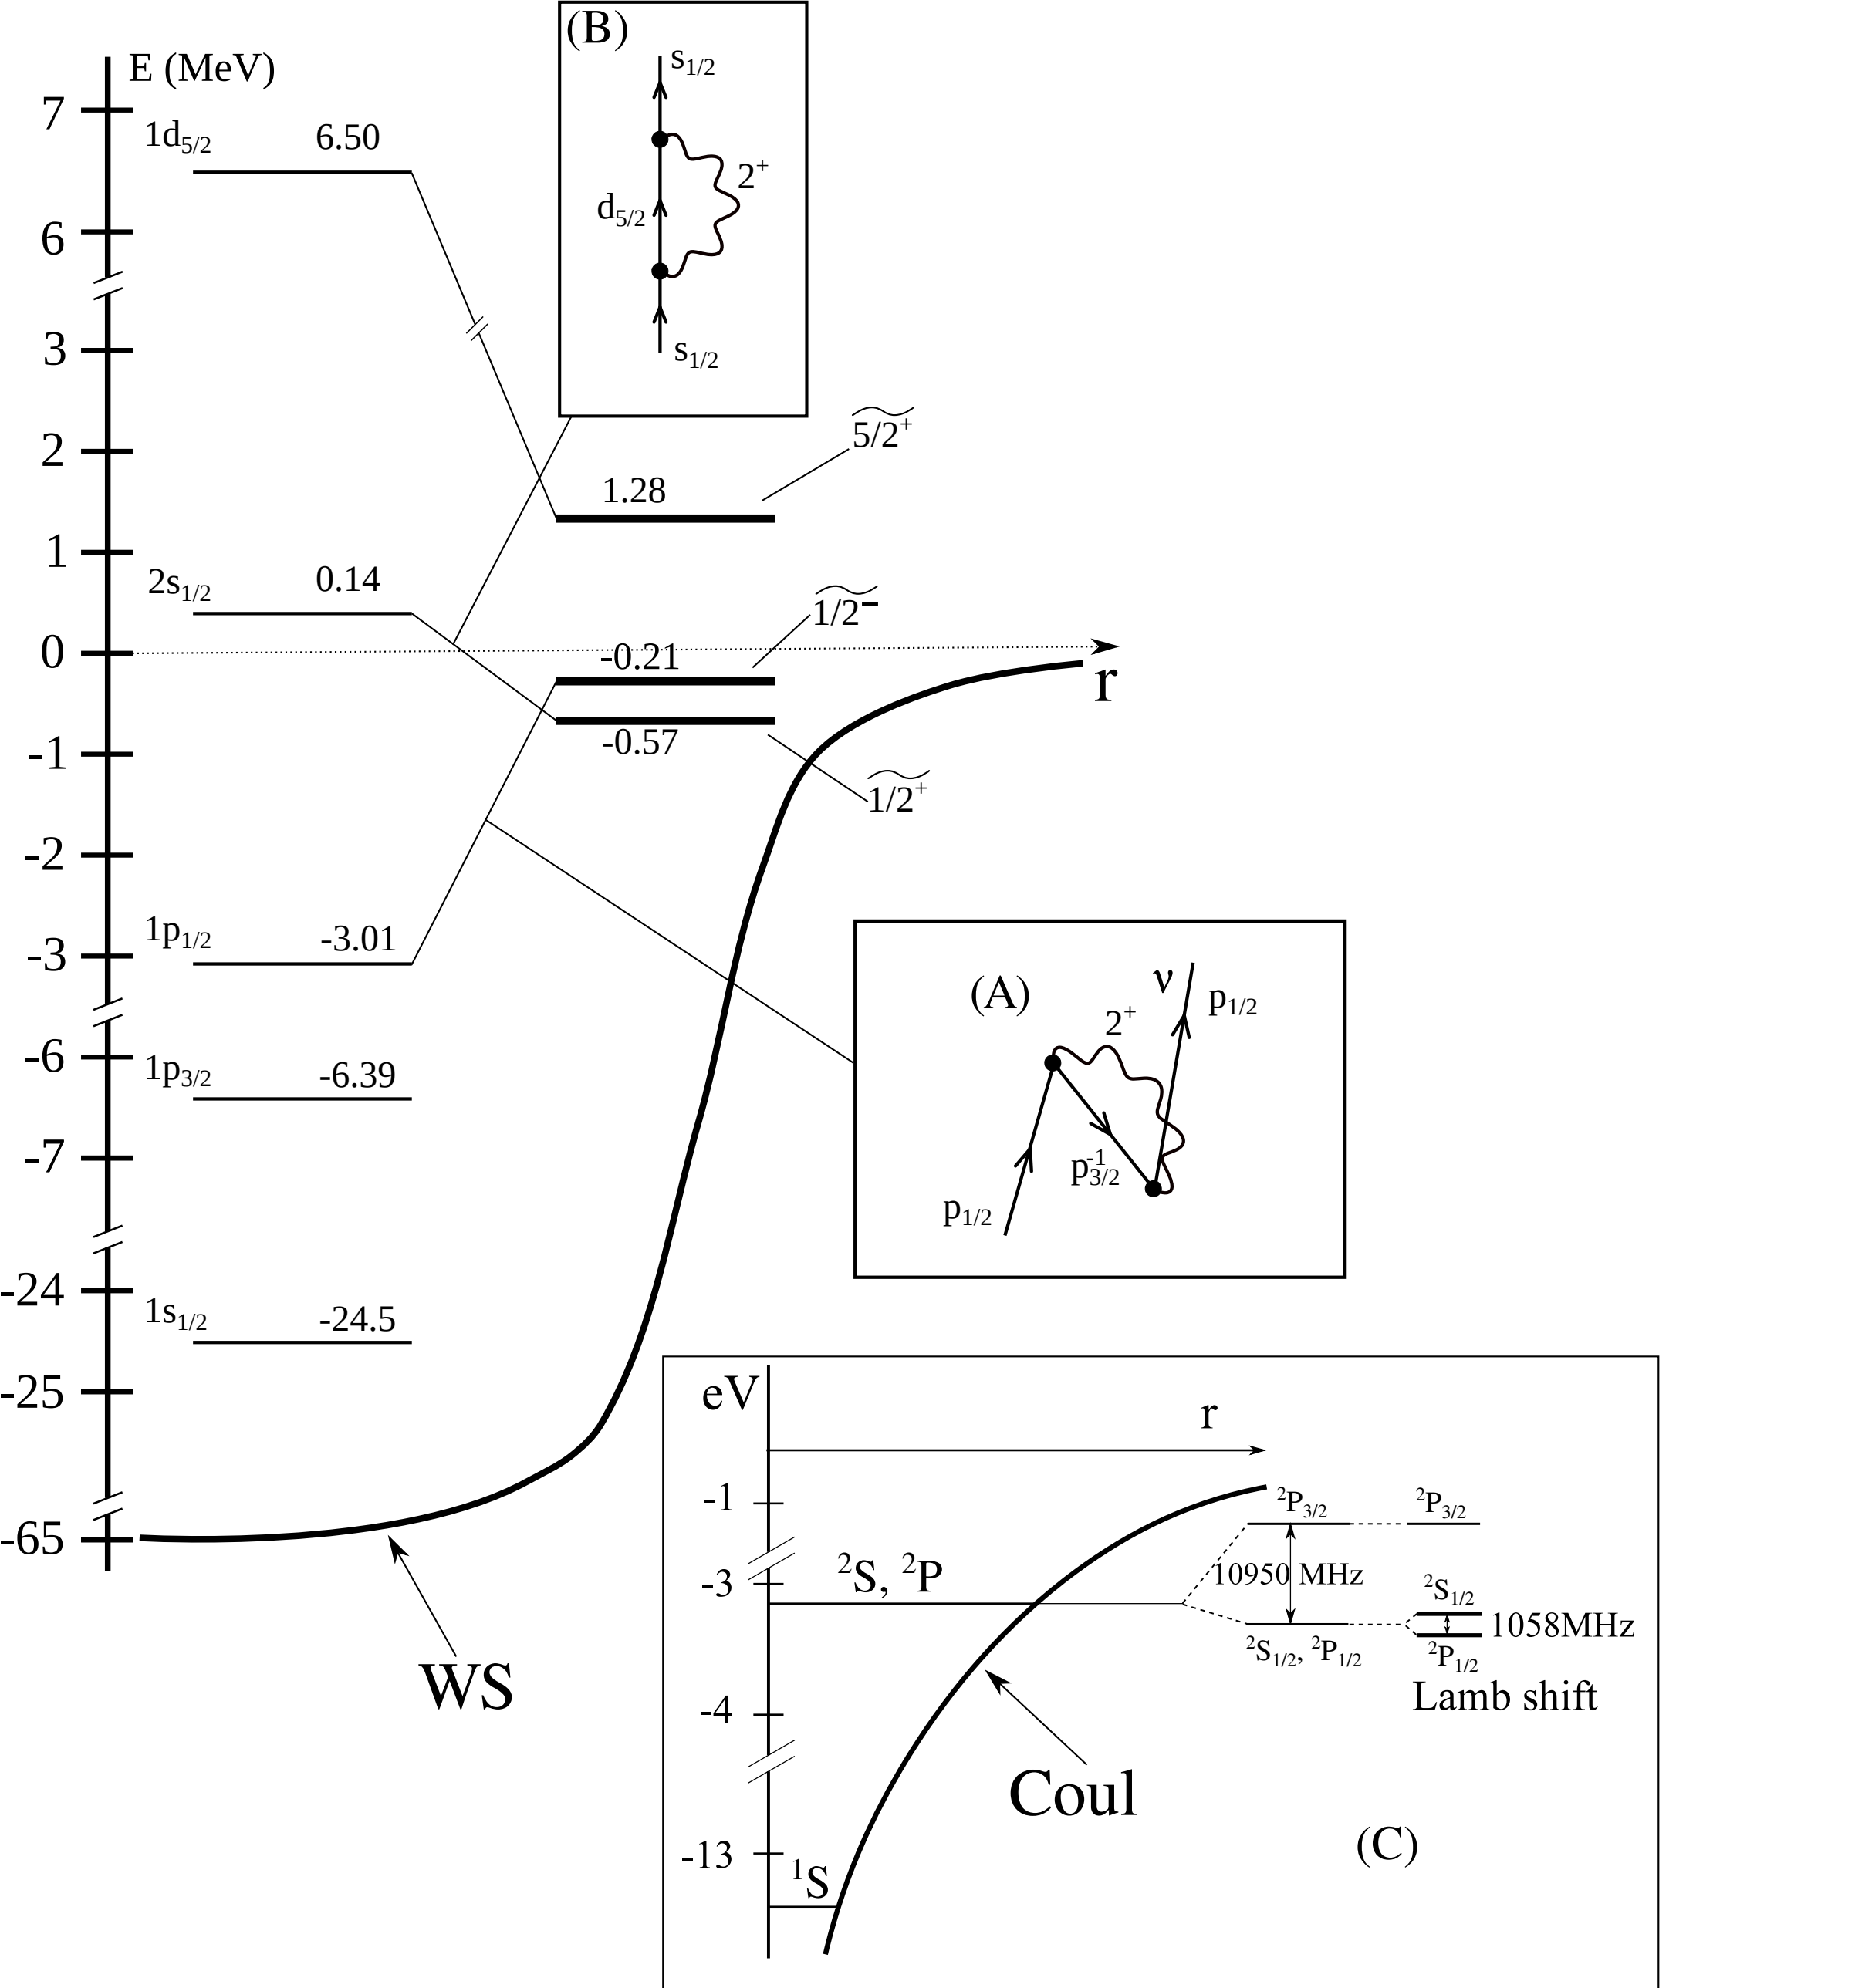 (B)
E (MeV)
s1/2
7
1d5/2 6.50
2+
d5/2
6
s1/2
3
5/2+
2
1.28
1
2s1/2 0.14
1/2−
0
-0.21
r
-0.57
-1
1/2+
-2
1p1/2 -3.01
-3
(A)
ν
p1/2
2+
-6
1p3/2 -6.39
-7
p3/2-1
p1/2
-24
1s1/2 -24.5
-25
-65
WS
eV
r
-1
2P3/2 2P3/2
10950 MHz
2S, 2P
-3
2S1/2
1058MHz
2S1/2, 2P1/2
2P1/2
Lamb shift
-4
Coul
(C)
-13
1S